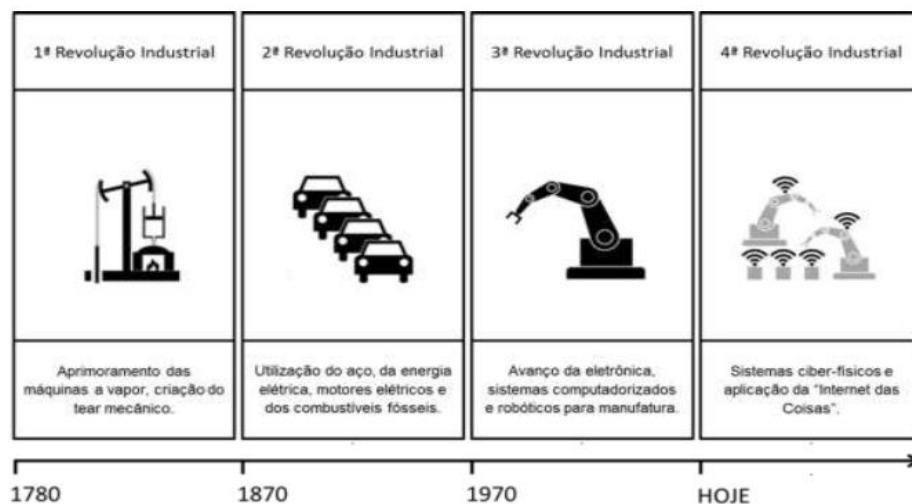 1ª Revolução Industrial
2ª Revolução Industrial
3ª Revolução Industrial
4ª Revolução Industrial
Aprimoramento das
máquinas a vapor, criação do
tear mecânico.
Utilização do aço, da energia
elétrica, motores elétricos e
dos combustíveis fósseis.
Avanço da eletrônica,
sistemas computadorizados
e robóticos para manufatura.
Sistemas ciber-físicos e
aplicação da “Internet das
Coisas”.
1780
1870
1970
HOJE